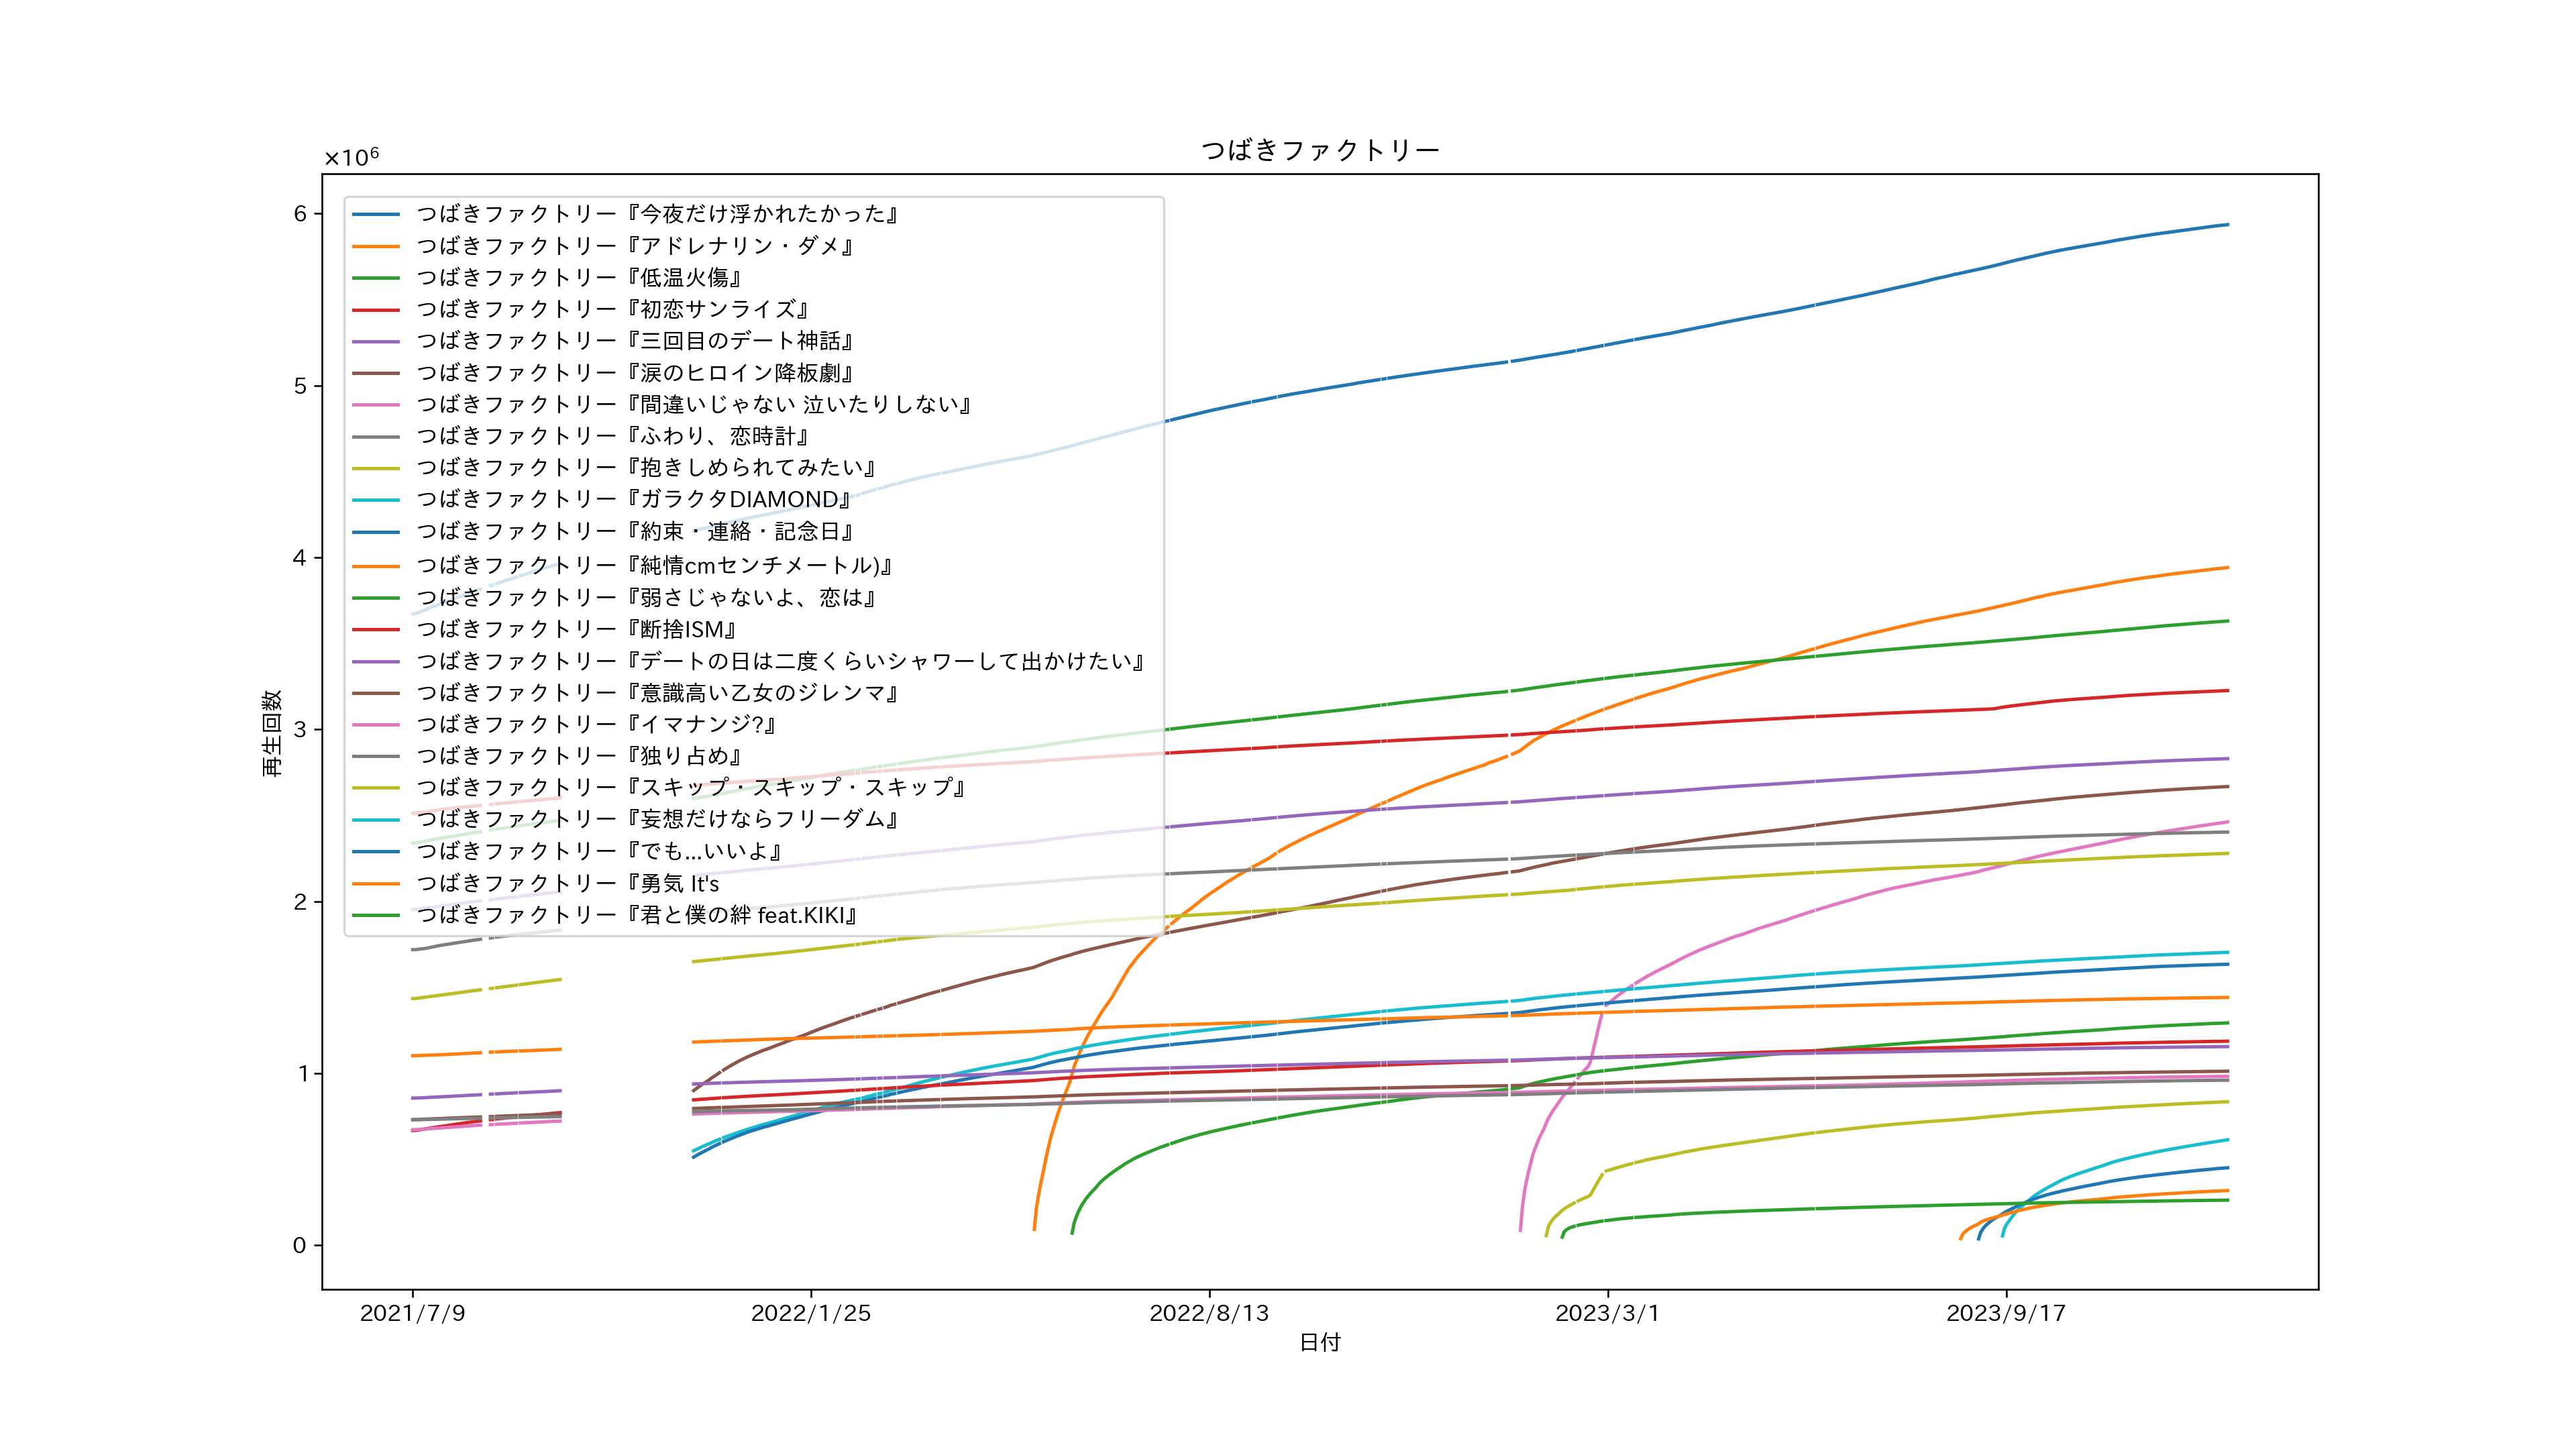 つばきファクトリー
×10⁶
つばきファクトリー『今夜だけ浮かれたかった』
つばきファクトリー『アドレナリン・ダメ』
つばきファクトリー『低温火傷』
つばきファクトリー『初恋サンライズ』
つばきファクトリー『三回目のデート神話』
つばきファクトリー『涙のヒロイン降板劇』
つばきファクトリー『間違いじゃない 泣いたりしない』
つばきファクトリー『ふわり、恋時計』
つばきファクトリー『抱きしめられてみたい』
つばきファクトリー『ガラクタDIAMOND』
つばきファクトリー『約束・連絡・記念日』
つばきファクトリー『純情cmセンチメートル)』
つばきファクトリー『弱さじゃないよ、恋は』
つばきファクトリー『断捨ISM』
つばきファクトリー『デートの日は二度くらいシャワーして出かけたい』
つばきファクトリー『意識高い乙女のジレンマ』
つばきファクトリー『イマナンジ?』
つばきファクトリー『独り占め』
つばきファクトリー『スキップ・スキップ・スキップ』
つばきファクトリー『妄想だけならフリーダム』
つばきファクトリー『でも...いいよ』
つばきファクトリー『勇気 It's
つばきファクトリー『君と僕の絆 feat.KIKI』
6
5
4
3
2
1
0
再生回数
2021/7/9
2022/1/25
2022/8/13
2023/3/1
2023/9/17
日付